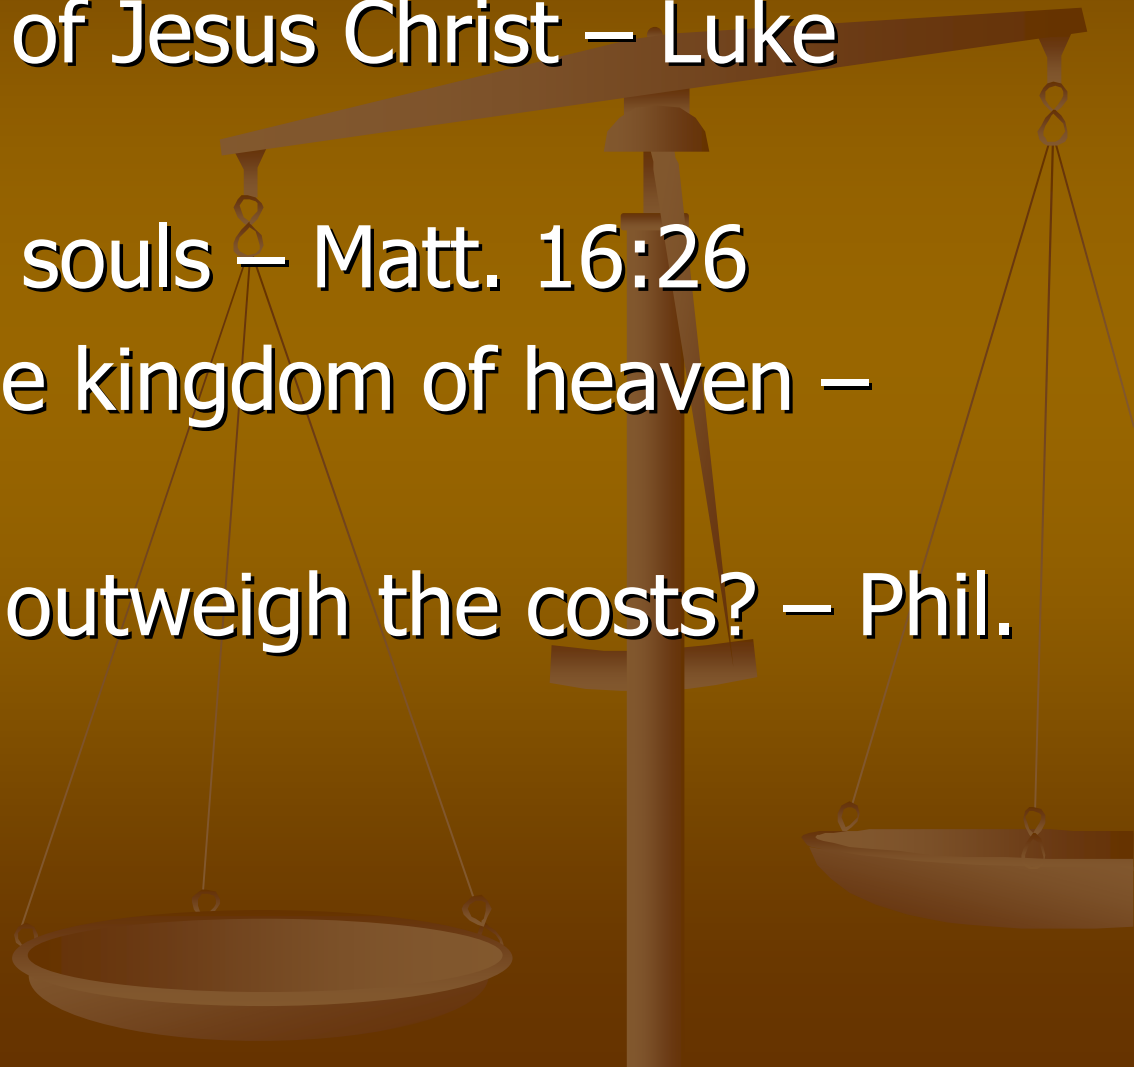 of Jesus Christ – Luke
souls – Matt. 16:26
e kingdom of heaven –
outweigh the costs? – Phil.